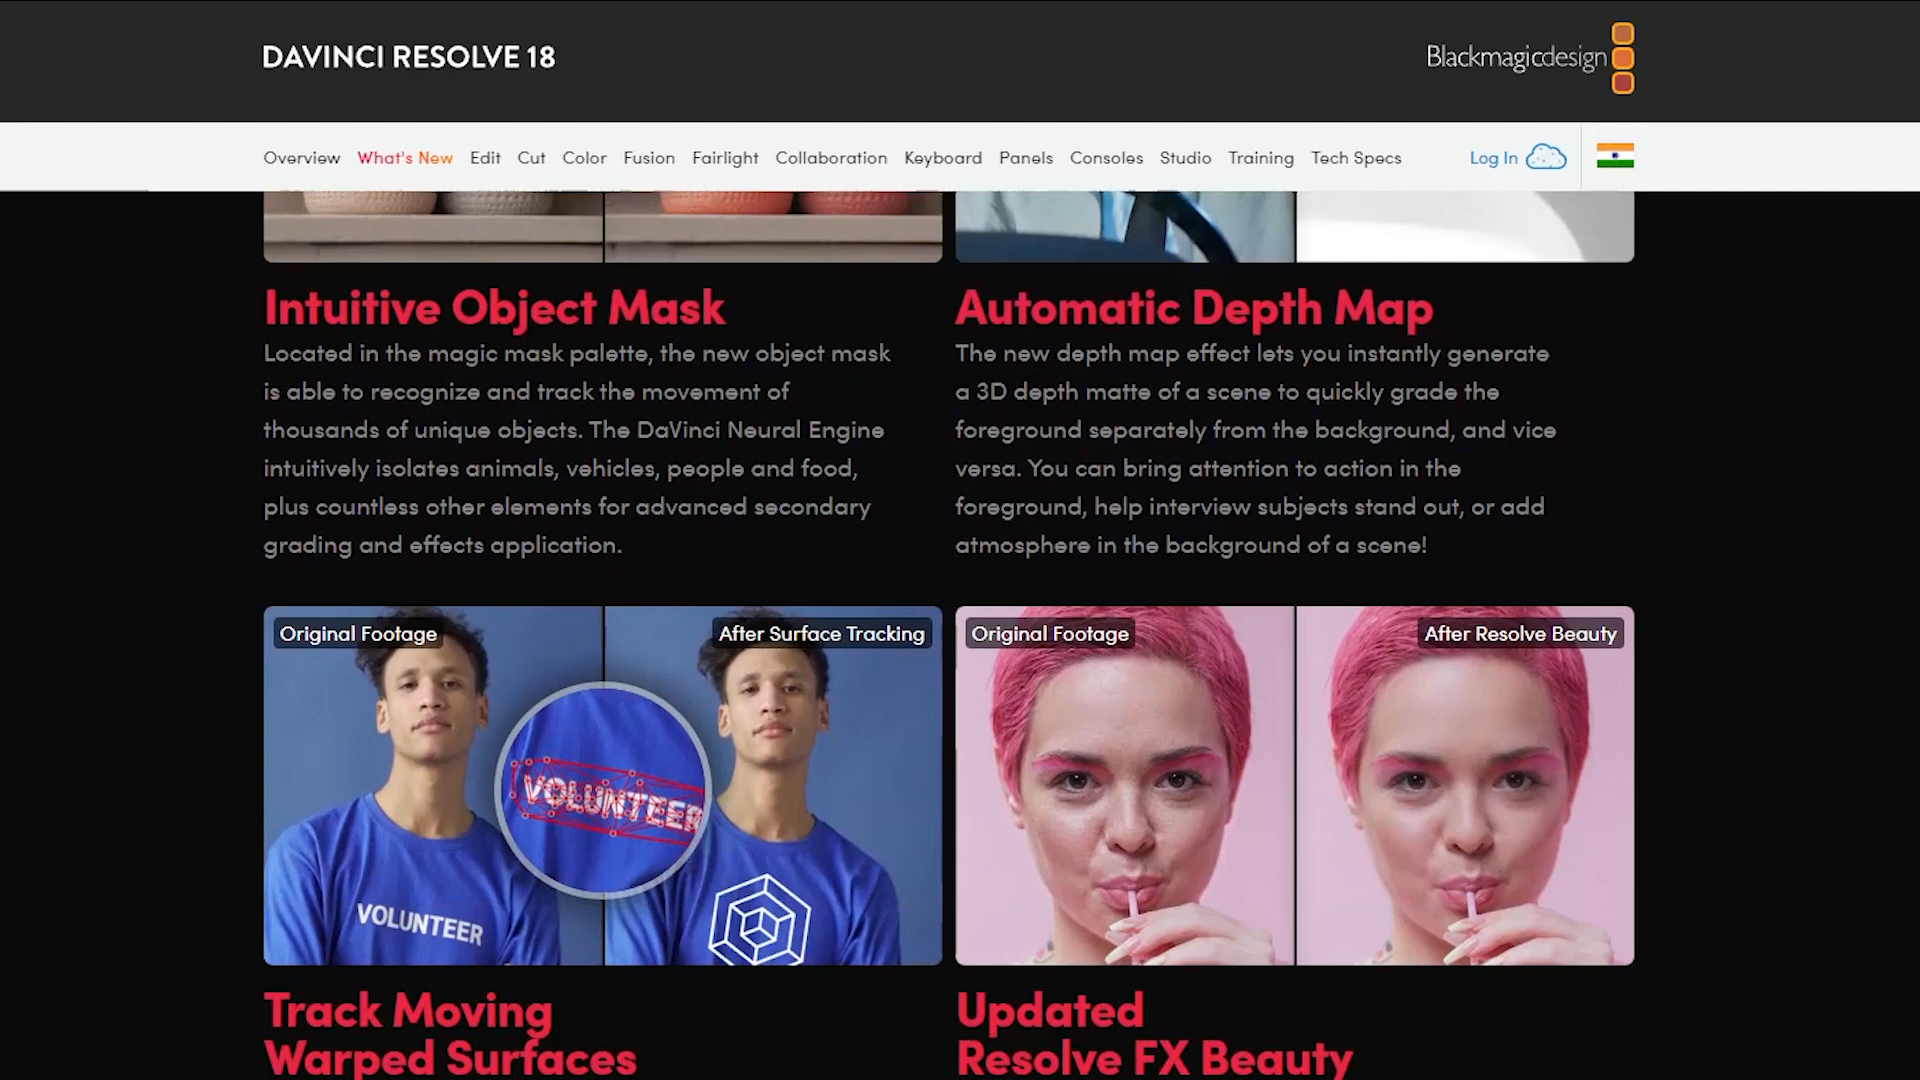 DAVINCI RESOLVE 18
Blackmagicdesign
Overview What's New Edit Cut Color Fusion Fairlight Collaboration Keyboard Panels Consoles Studio Training Tech Specs Log In
Intuitive Object Mask
Located in the magic mask palette, the new object mask
is able to recognize and track the movement of
thousands of unique objects. The DaVinci Neural Engine
intuitively isolates animals, vehicles, people and food,
plus countless other elements for advanced secondary
grading and effects application.
Automatic Depth Map
The new depth map effect lets you instantly generate
a 3D depth matte of a scene to quickly grade the
foreground separately from the background, and vice
versa. You can bring attention to action in the
foreground, help interview subjects stand out, or add
atmosphere in the background of a scene!
Original Footage
After Surface Tracking
VOLUNTEER
VOLUNTEER
Original Footage
After Resolve Beauty
Track Moving
Warped Surfaces
Updated
Resolve FX Beauty